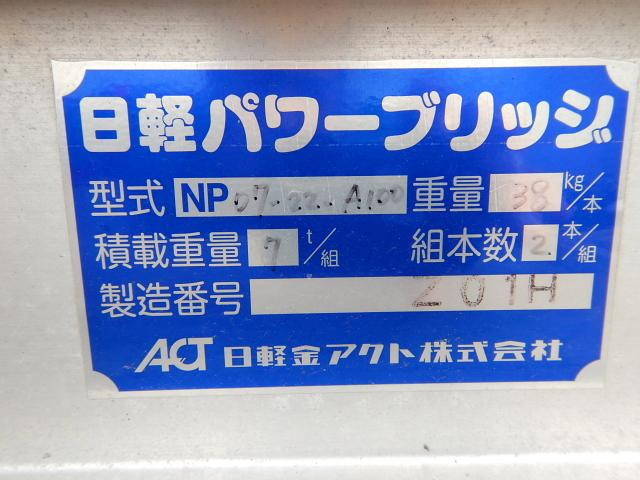 日軽パワーブリッジ
型式 NP 07.22.A100 重量 38 kg/本
積載重量 7 t/組 組本数 2 本/組
製造番号 Z01H
ACT 日軽金アクト株式会社